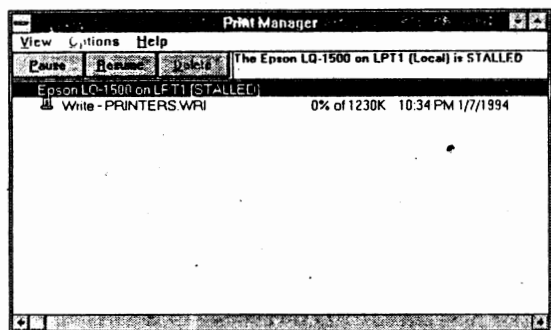 Print Manager
View Options Help
Pause Resume Delete The Epson LQ-1500 on LPT1 (Local) is STALLED
Epson LQ-1500 on LPT1 [STALLED]
Write - PRINTERS.WRI 0% of 1230K 10:34 PM 1/7/1994